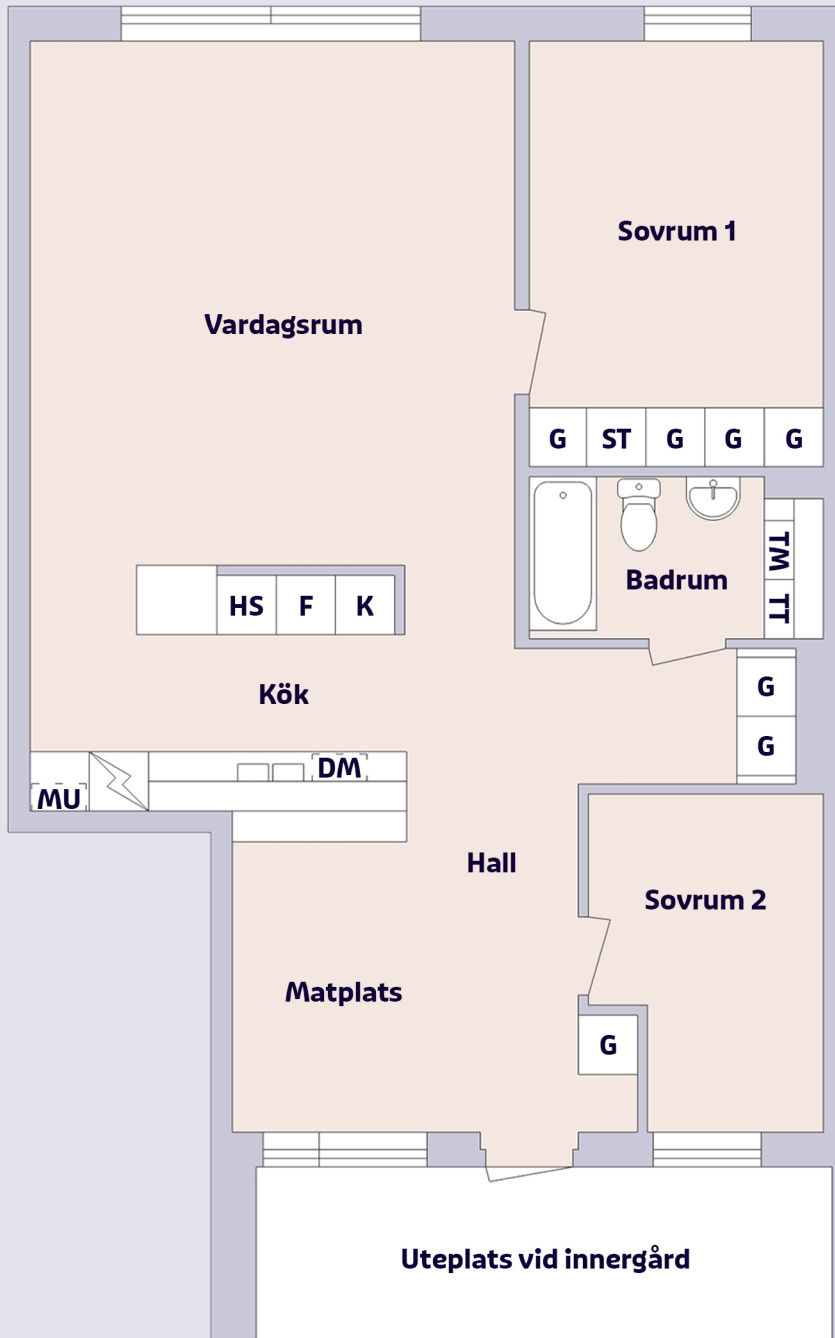 Sovrum 1
Vardagsrum
G ST G G G
TM
TT
Badrum
HS F K
Kök
G
G
DM
MU
Hall
Sovrum 2
Matplats
G
Uteplats vid innergård